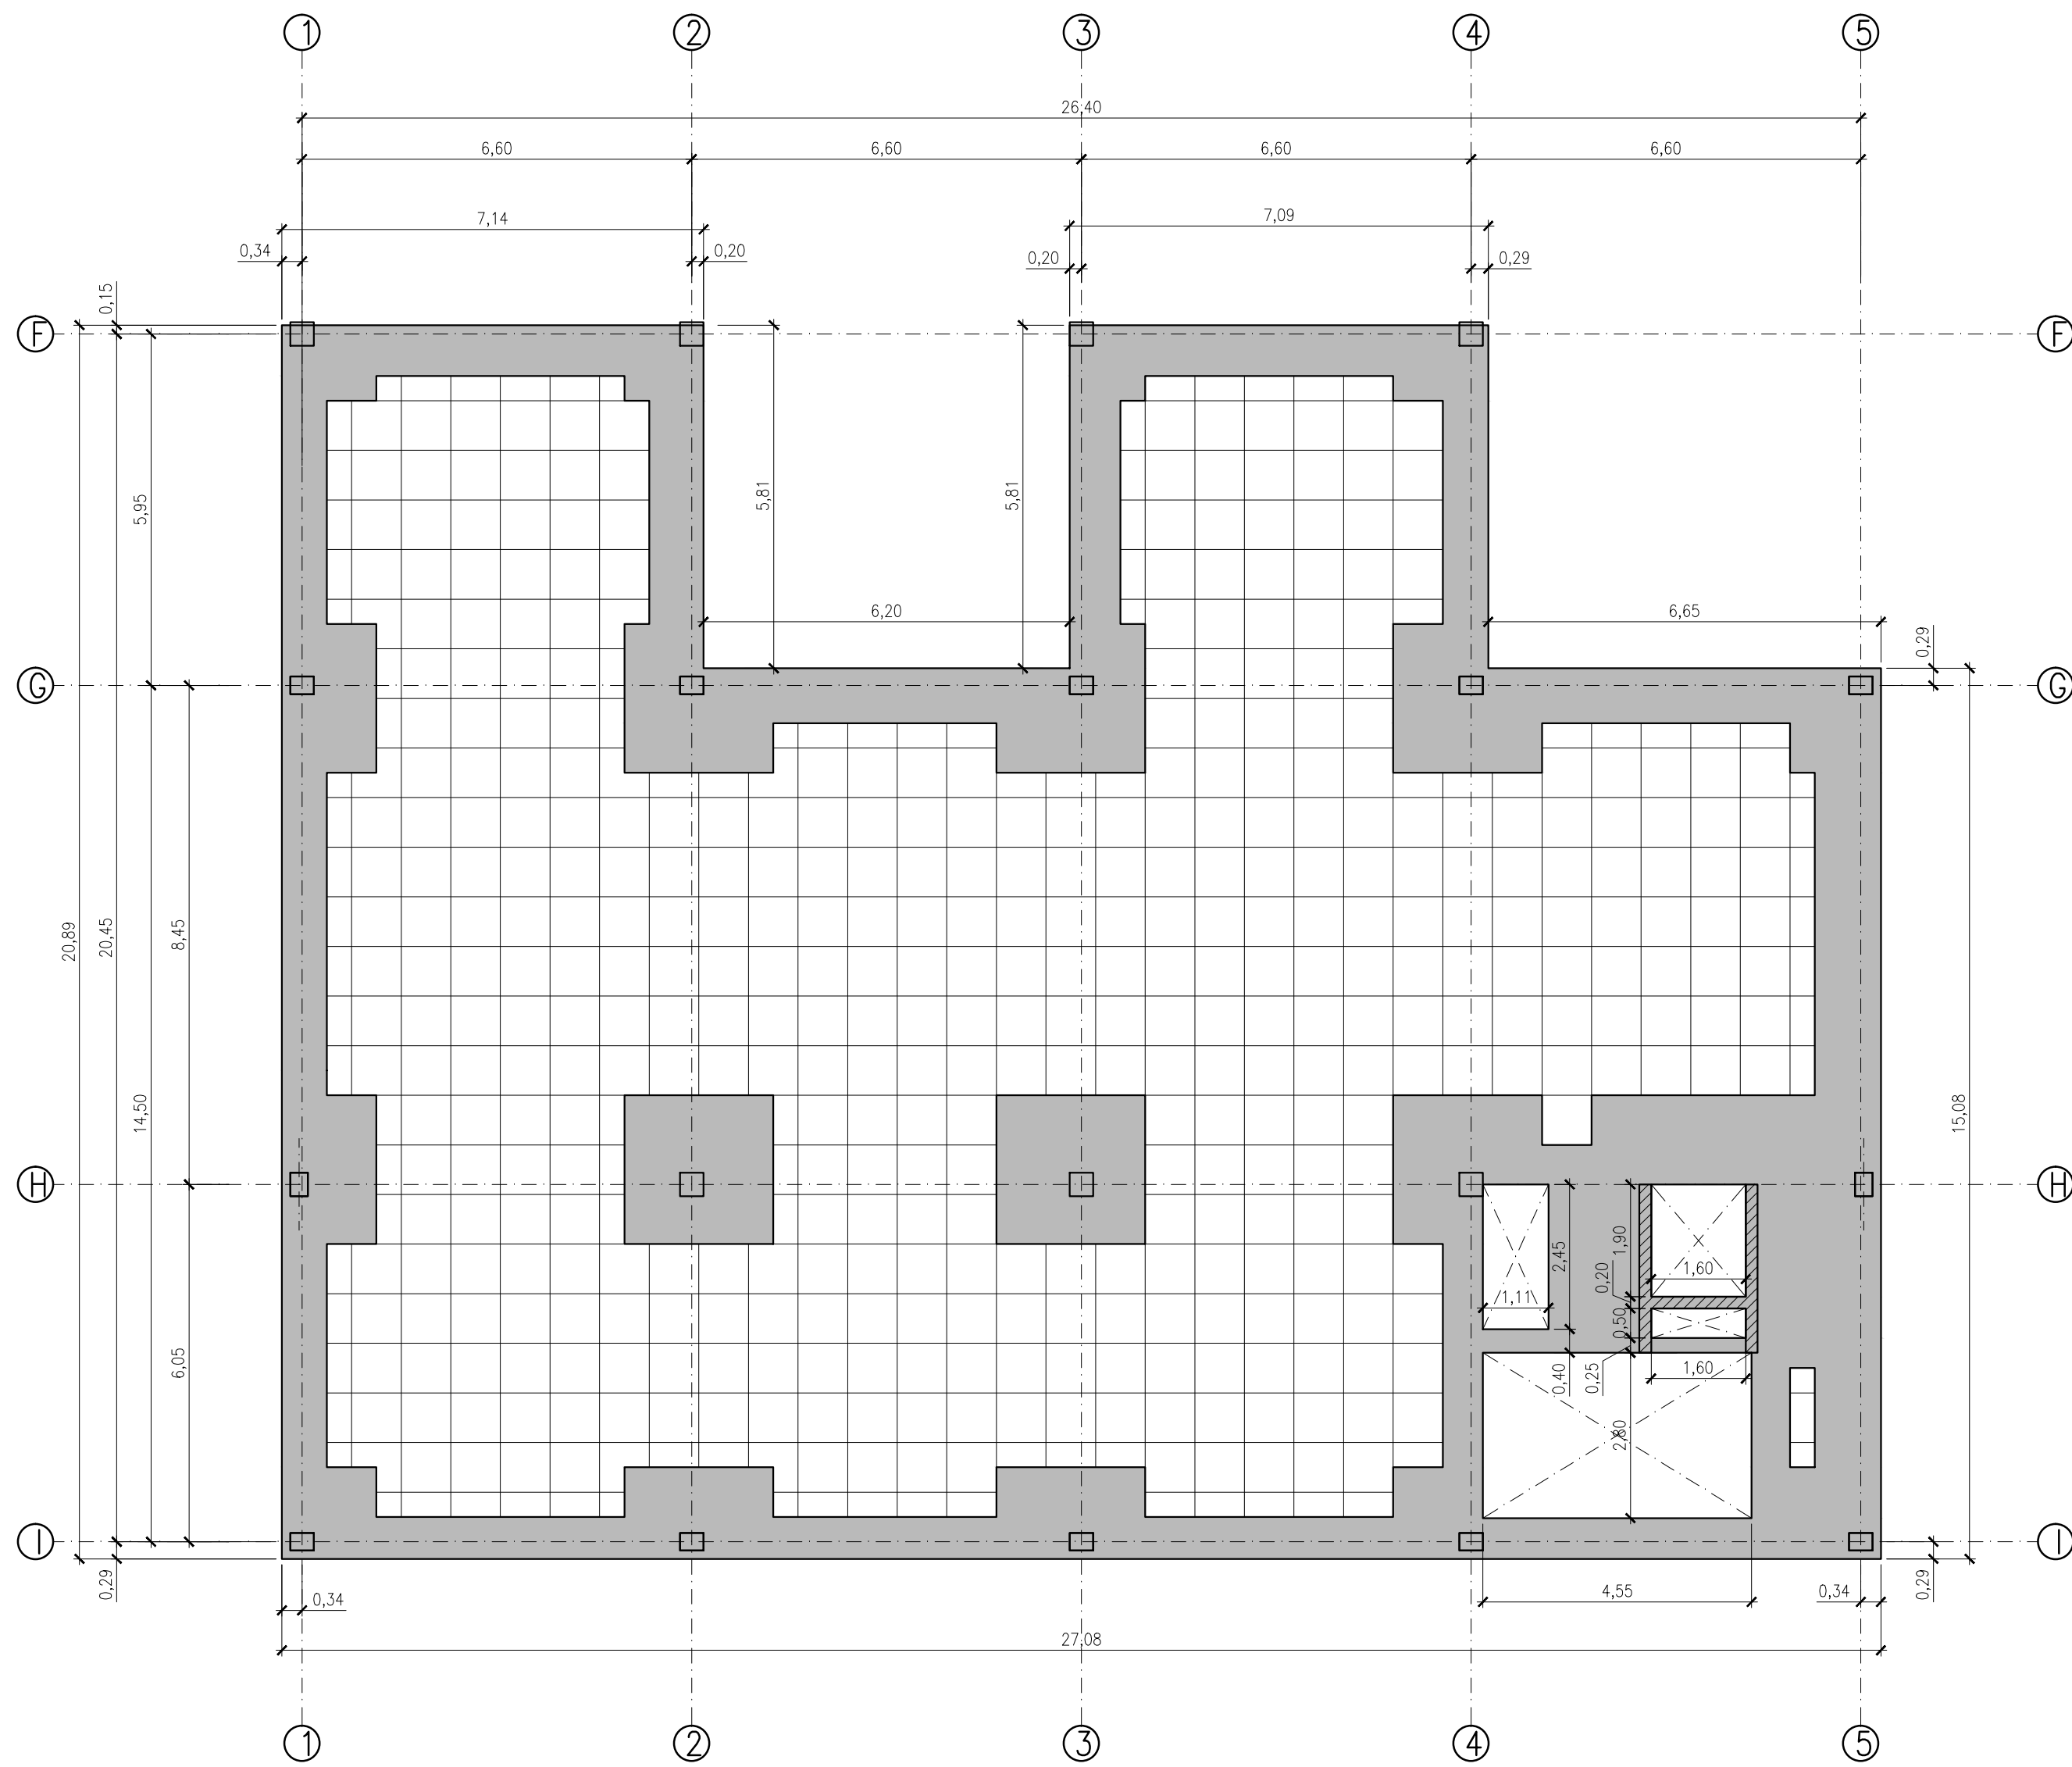 1 2 3 4 5
26,40
6,60 6,60 6,60 6,60
7,14 7,09
0,34 0,20 0,20 0,29
0,15
F F
5,95 5,81 5,81
6,20 6,65
0,29
G G
20,89 20,45 8,45
14,50 15,08
H H
2,45 1,90
0,20 1,60
1,11
0,50
6,05
0,40 0,25 1,60
2,80
I I
0,29 0,34 4,55 0,34 0,29
27,08
1 2 3 4 5